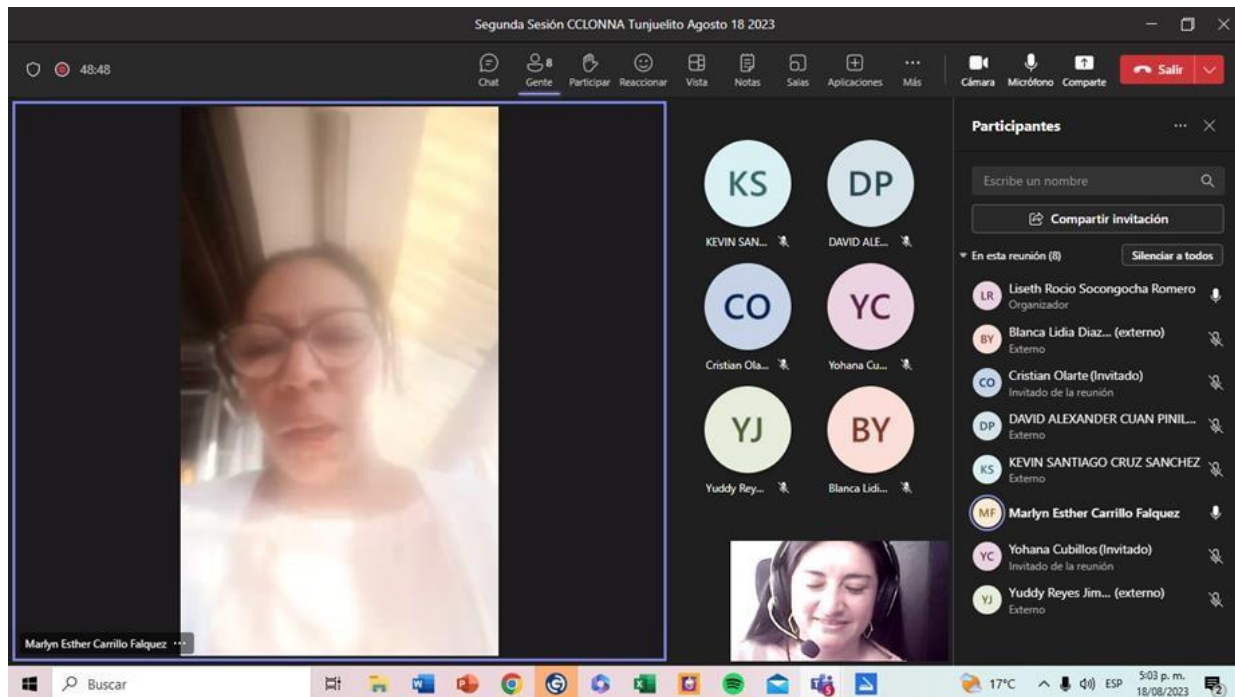 Segunda Sesión CCLONNA Tunjuelito Agosto 18 2023
48:48
Chat
8
Gente
Participar
Reaccionar
Vista
Notas
Salas
Aplicaciones
Más
Cámara
Micrófono
Comparte
Salir
Marlyn Esther Carrillo Falquez
KS
KEVIN SAN...
DP
DAVID ALE...
CO
Cristian Ola...
YC
Yohana Cu...
YJ
Yuddy Rey...
BY
Blanca Lidi...
Participantes
Escribe un nombre
Compartir invitación
En esta reunión (8)
Silenciar a todos
LR
Liseth Rocio Socongocha Romero
Organizador
BY
Blanca Lidia Diaz... (externo)
Externo
CO
Cristian Olarte (Invitado)
Invitado de la reunión
DP
DAVID ALEXANDER CUAN PINIL...
Externo
KS
KEVIN SANTIAGO CRUZ SANCHEZ
Externo
MF
Marlyn Esther Carrillo Falquez
YC
Yohana Cubillos (Invitado)
Invitado de la reunión
YJ
Yuddy Reyes Jim... (externo)
Externo
Buscar
17°C
ESP
5:03 p. m.
18/08/2023